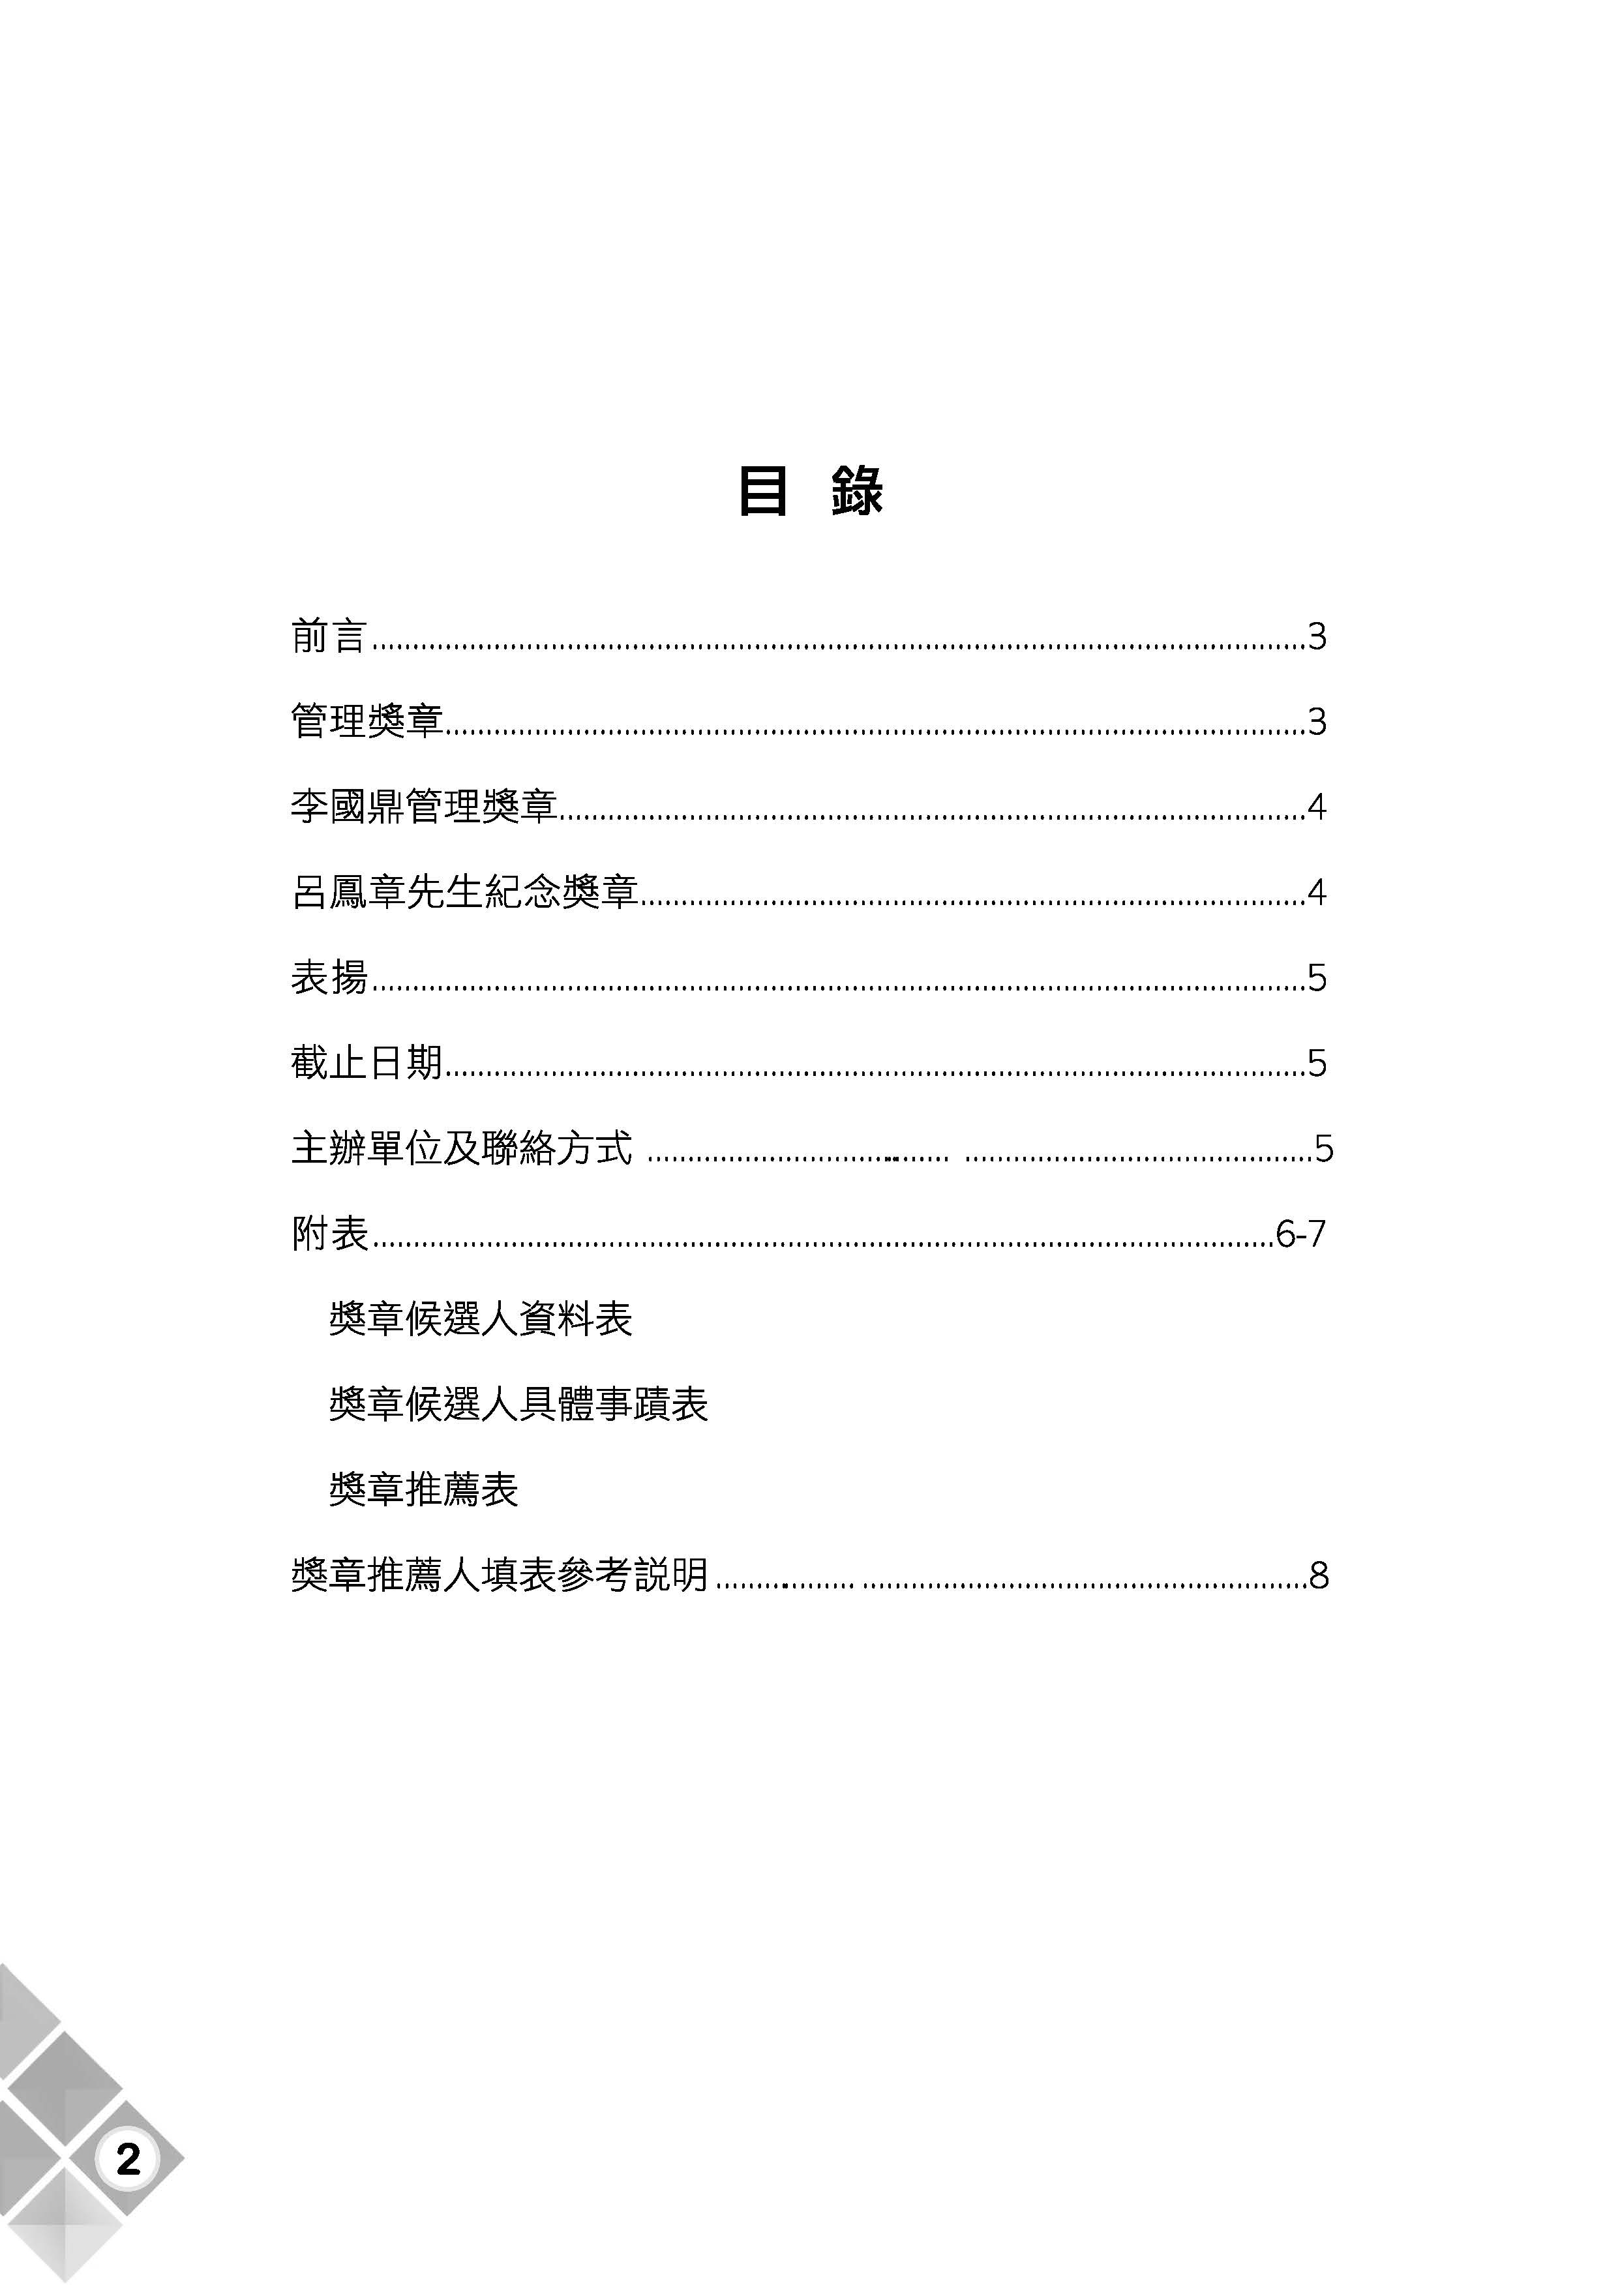 目 錄
前言..........................................................................................3
管理獎章..........................................................................................3
李國鼎管理獎章..........................................................................................4
呂鳳章先生紀念獎章..........................................................................................4
表揚..........................................................................................5
截止日期..........................................................................................5
主辦單位及聯絡方式 ..................................... ..........................................5
附表..........................................................................................6-7
獎章候選人資料表
獎章候選人具體事蹟表
獎章推薦表
獎章推薦人填表參考說明 ................. ......................................................8
2